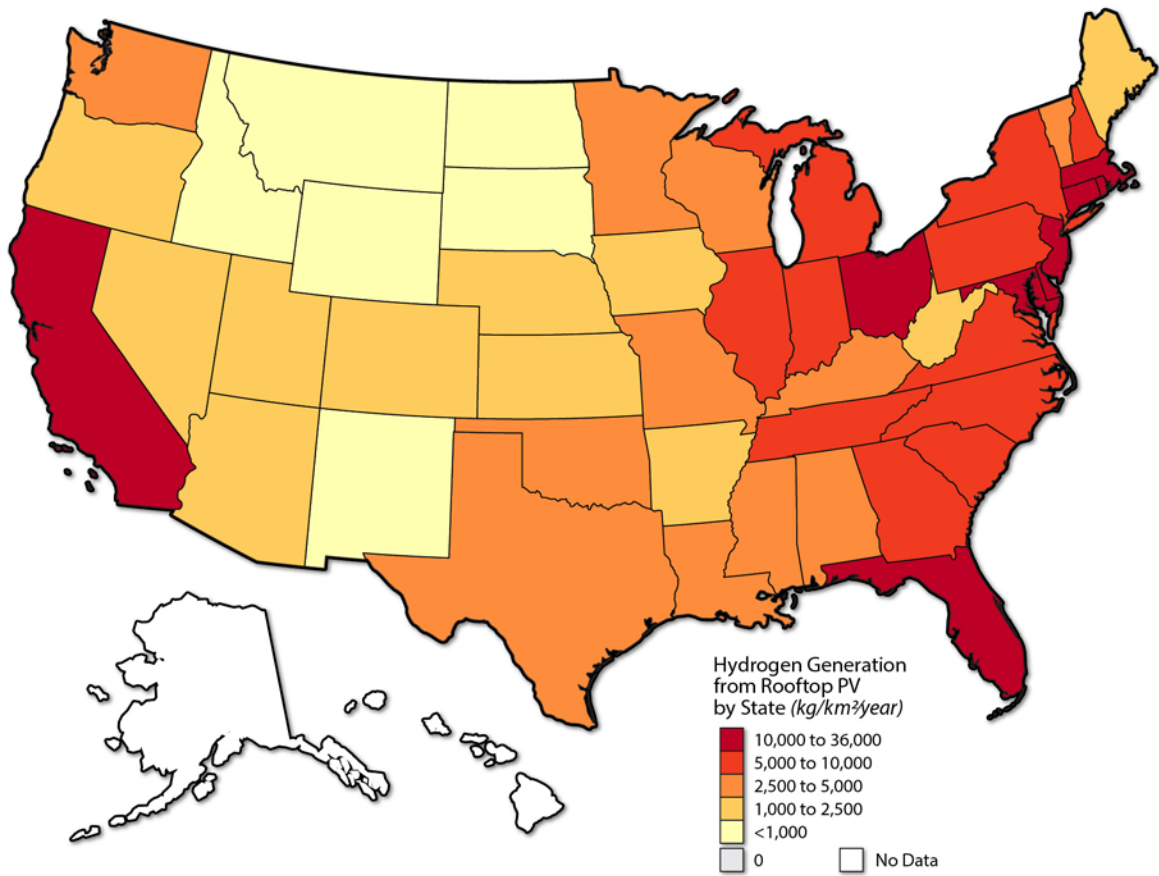 Hydrogen Generation
from Rooftop PV
by State (kg/km²/year)
10,000 to 36,000
5,000 to 10,000
2,500 to 5,000
1,000 to 2,500
<1,000
0 No Data